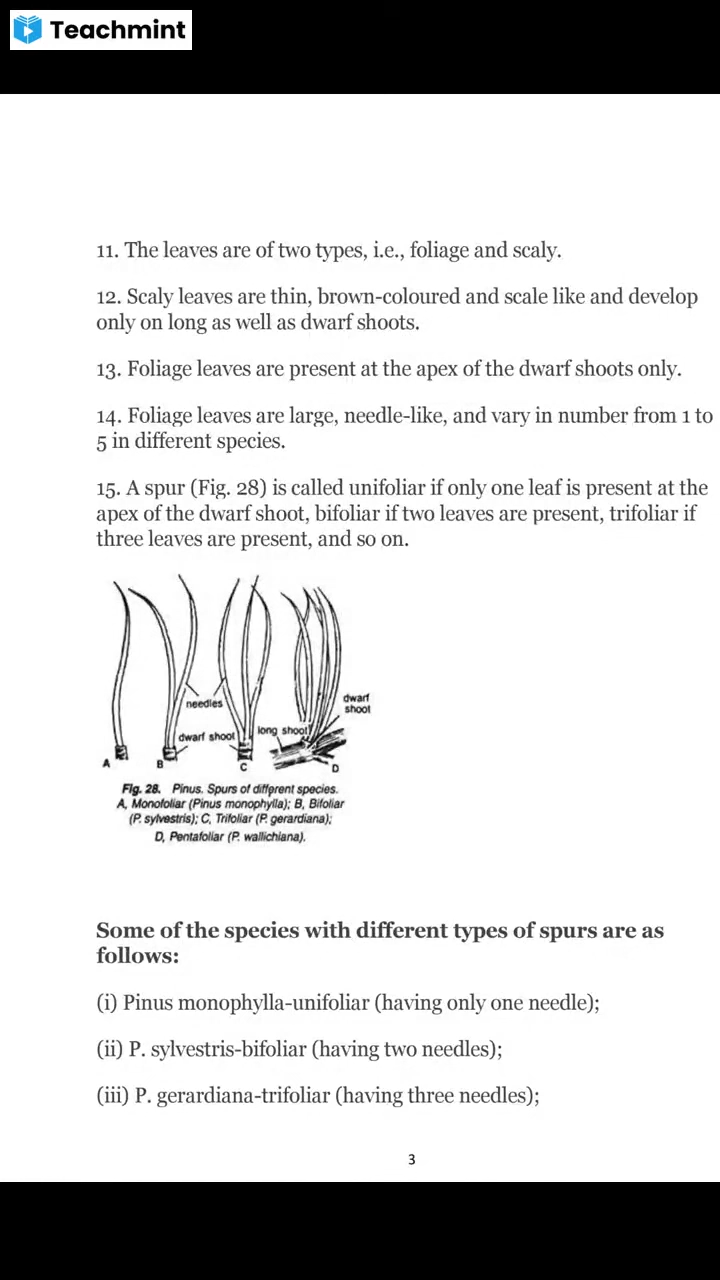 Teachmint
11. The leaves are of two types, i.e., foliage and scaly.
12. Scaly leaves are thin, brown-coloured and scale like and develop
only on long as well as dwarf shoots.
13. Foliage leaves are present at the apex of the dwarf shoots only.
14. Foliage leaves are large, needle-like, and vary in number from 1 to
5 in different species.
15. A spur (Fig. 28) is called unifoliar if only one leaf is present at the
apex of the dwarf shoot, bifoliar if two leaves are present, trifoliar if
three leaves are present, and so on.
needles
dwarf
shoot
dwarf shoot
long shoot
A
B
C
D
Fig. 28. Pinus. Spurs of different species.
A, Monofoliar (Pinus monophylla); B, Bifoliar
(P. sylvestris); C, Trifoliar (P. gerardiana);
D, Pentafoliar (P. wallichiana).
Some of the species with different types of spurs are as
follows:
(i) Pinus monophylla-unifoliar (having only one needle);
(ii) P. sylvestris-bifoliar (having two needles);
(iii) P. gerardiana-trifoliar (having three needles);
3